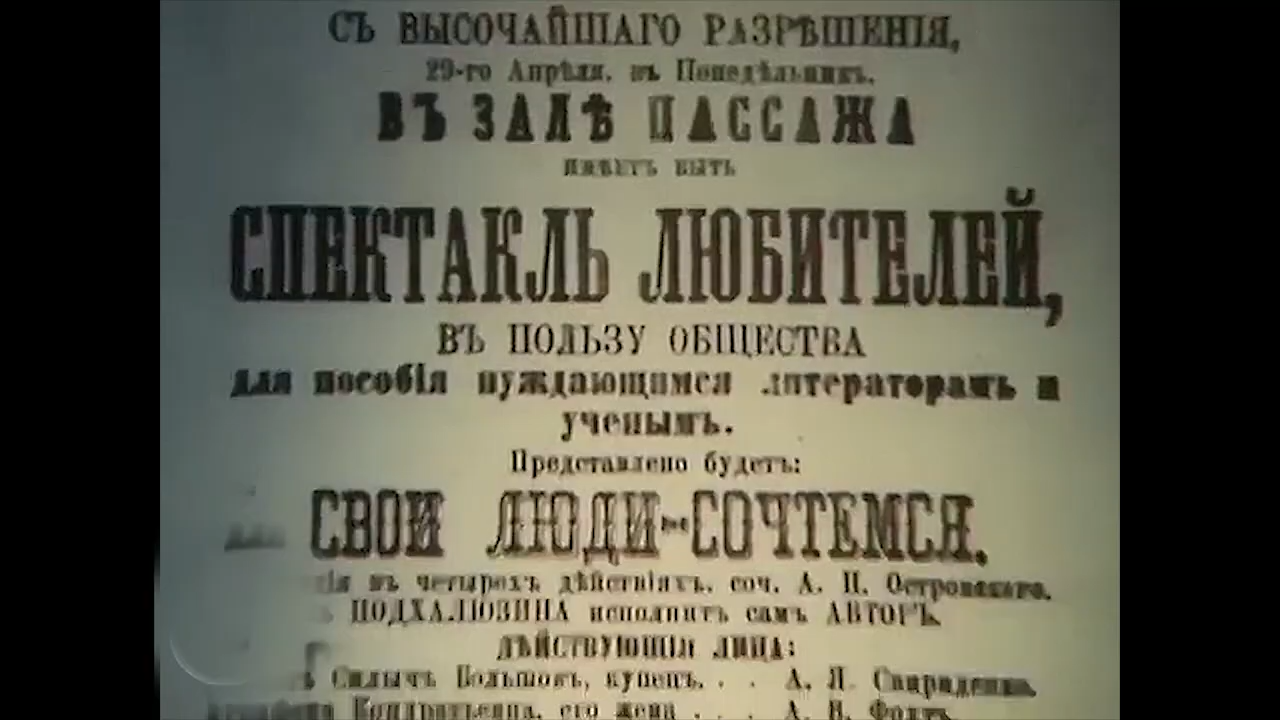 СЪ ВЫСОЧАЙШАГО РАЗРѢШЕНІЯ,
29-го Апрѣля, въ Понедѣльникъ,
ВЪ ЗАЛѢ ПАССАЖА
ИМѢЕТЪ БЫТЬ
СПЕКТАКЛЬ ЛЮБИТЕЛЕЙ,
ВЪ ПОЛЬЗУ ОБЩЕСТВА
для пособія нуждающимся литераторамъ и
ученымъ.
Представлено будетъ:
СВОИ ЛЮДИ—СОЧТЕМСЯ.
въ четырехъ дѣйствіяхъ, соч. А. Н. Островскаго.
ПОДХАЛЮЗИНА исполнитъ самъ АВТОРЪ.
ДѢЙСТВУЮЩІЯ ЛИЦА:
Силычъ Большовъ, купецъ. . . А. Я.
Кондратьевна, его жена . . . А. В.